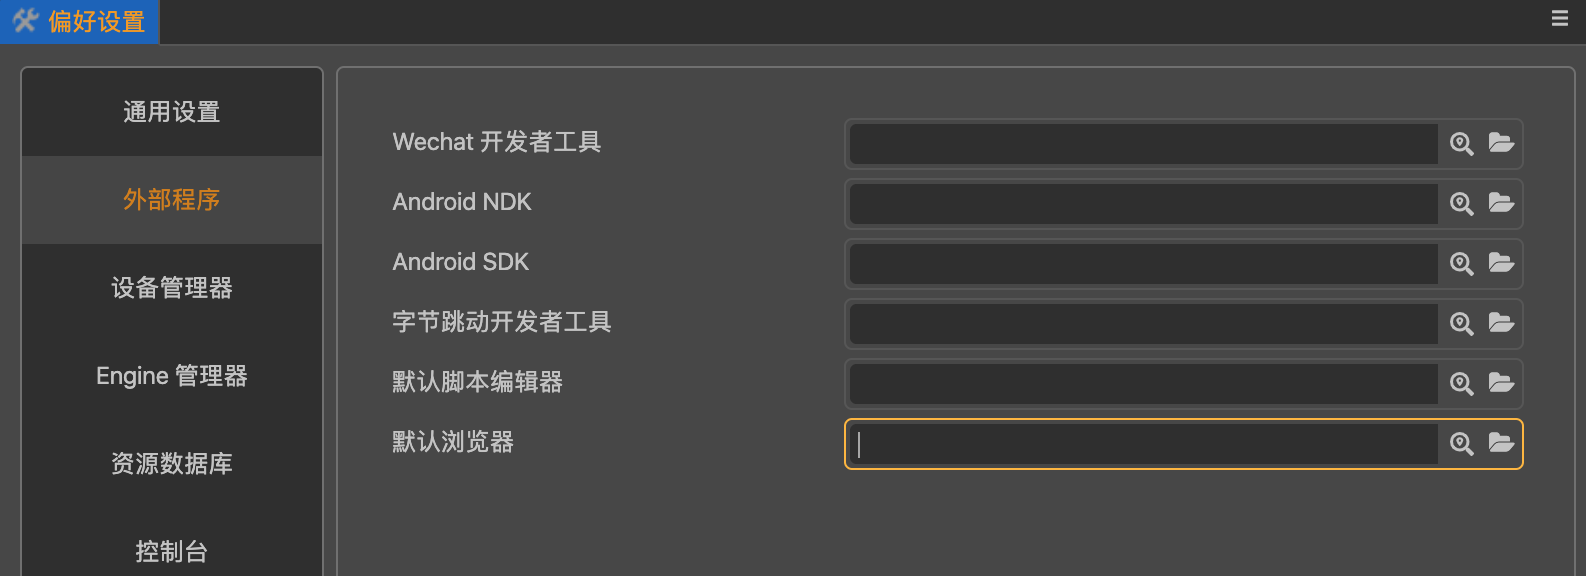 偏好设置
通用设置
外部程序
设备管理器
Engine 管理器
资源数据库
控制台
Wechat 开发者工具
Android NDK
Android SDK
字节跳动开发者工具
默认脚本编辑器
默认浏览器